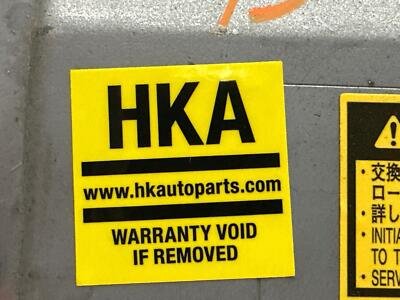 HKA
www.hkautoparts.com
WARRANTY VOID
IF REMOVED
・交換
ロー
・詳し
・INITIA
TO T
・SERV